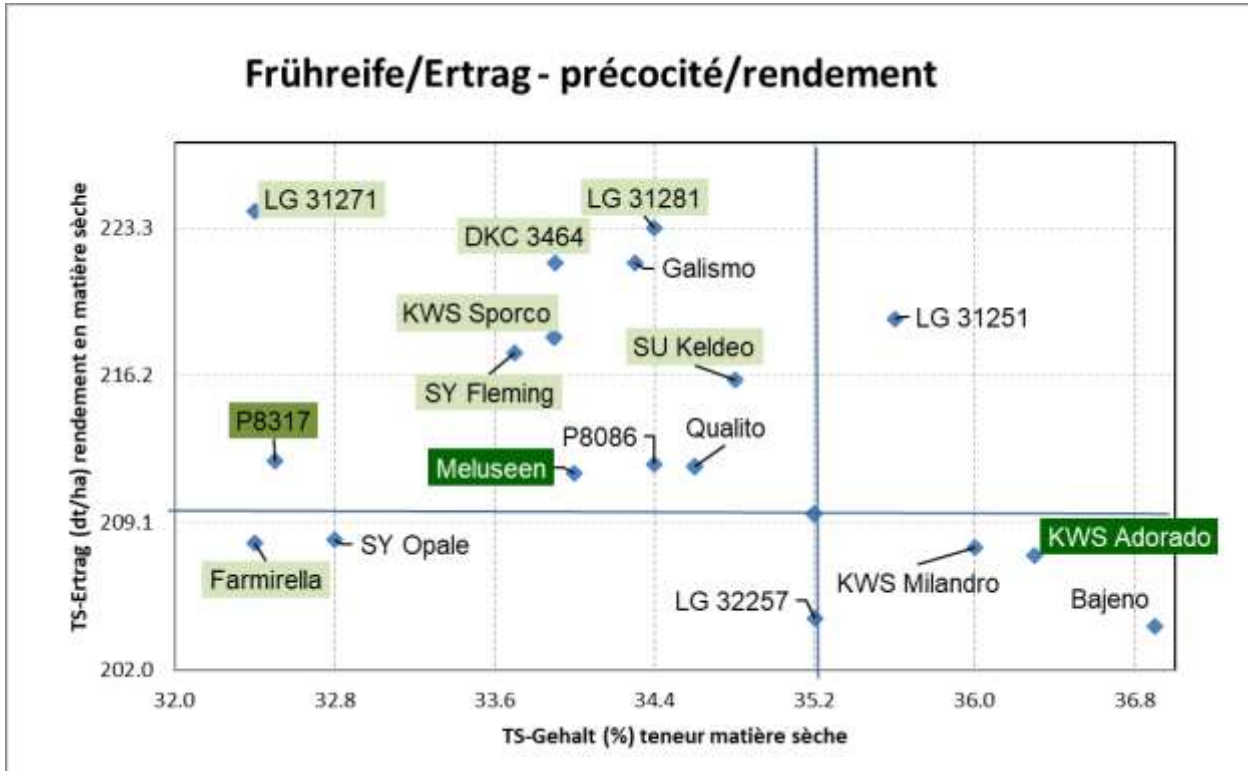 Frühreife/Ertrag - précocité/rendement
TS-Ertrag (dt/ha) rendement en matière sèche
223.3
216.2
209.1
202.0
LG 31271
LG 31281
DKC 3464
Galismo
KWS Sporco
LG 31251
SU Keldeo
SY Fleming
P8317
P8086
Qualito
Meluseen
KWS Adorado
SY Opale
Farmirella
KWS Milandro
LG 32257
Bajeno
32.0 32.8 33.6 34.4 35.2 36.0 36.8
TS-Gehalt (%) teneur matière sèche